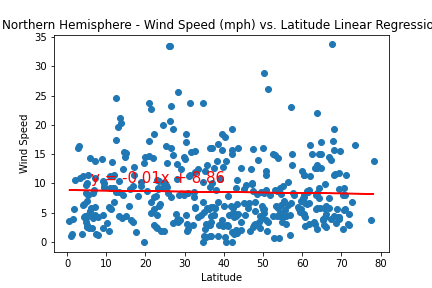 Northern Hemisphere - Wind Speed (mph) vs. Latitude Linear Regressio
35
30
25
20
15
10
5
0
Wind Speed
y = -0.01x + 8.86
0 10 20 30 40 50 60 70 80
Latitude